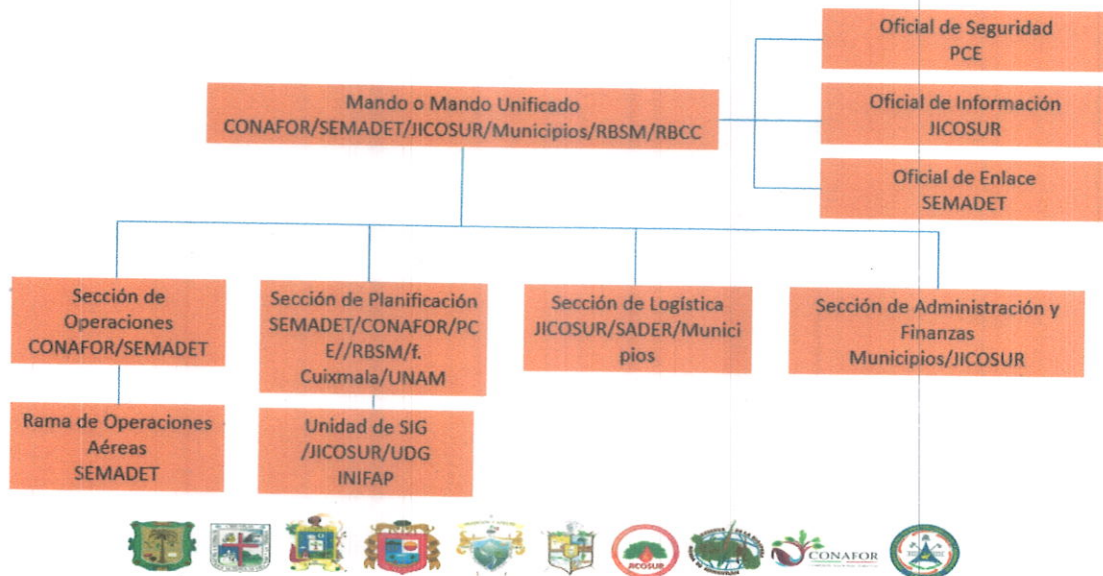 Oficial de Seguridad
PCE
Mando o Mando Unificado
CONAFOR/SEMADET/JICOSUR/Municipios/RBSM/RBCC
Oficial de Información
JICOSUR
Oficial de Enlace
SEMADET
Sección de
Operaciones
CONAFOR/SEMADET
Sección de Planificación
SEMADET/CONAFOR/PC
E//RBSM/f.
Cuixmala/UNAM
Sección de Logística
JICOSUR/SADER/Munici
pios
Sección de Administración y
Finanzas
Municipios/JICOSUR
Rama de Operaciones
Aéreas
SEMADET
Unidad de SIG
/JICOSUR/UDG
INIFAP
JICOSUR
CONAFOR